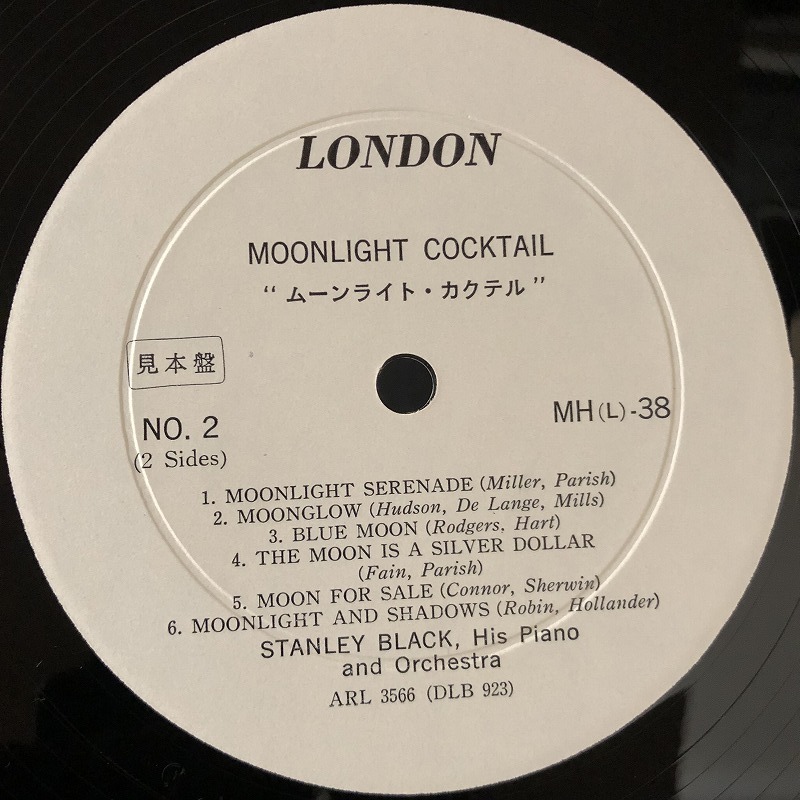 LONDON
MOONLIGHT COCKTAIL
“ ムーンライト・カクテル ”
見本盤
NO. 2
(2 Sides)
MH(L)-38
1. MOONLIGHT SERENADE (Miller, Parish)
2. MOONGLOW (Hudson, De Lange, Mills)
3. BLUE MOON (Rodgers, Hart)
4. THE MOON IS A SILVER DOLLAR
(Fain, Parish)
5. MOON FOR SALE (Connor, Sherwin)
6. MOONLIGHT AND SHADOWS (Robin, Hollander)
STANLEY BLACK, His Piano
and Orchestra
ARL 3566 (DLB 923)